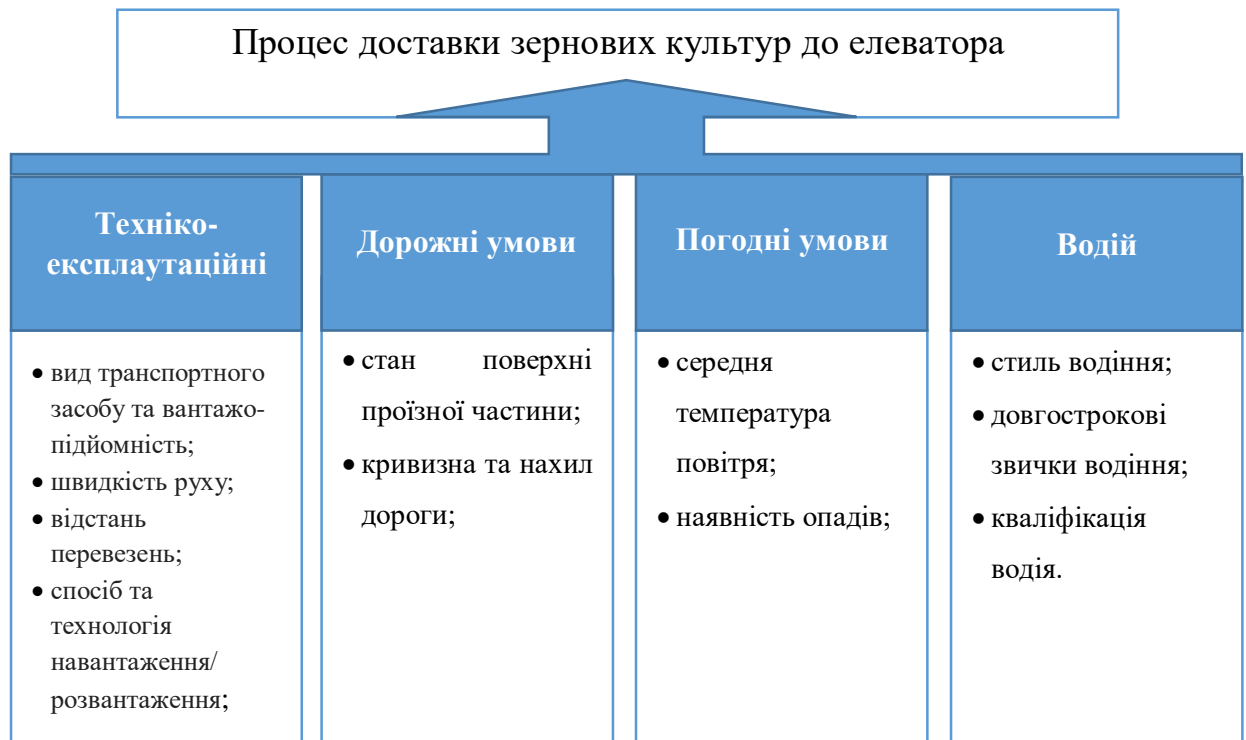 Процес доставки зернових культур до елеватора
Техніко-
експлаутаційні
• вид транспортного
засобу та вантажо-
підйомність;
• швидкість руху;
• відстань
перевезень;
• спосіб та
технологія
навантаження/
розвантаження;
Дорожні умови
• стан поверхні
проїзної частини;
• кривизна та нахил
дороги;
Погодні умови
• середня
температура
повітря;
• наявність опадів;
Водій
• стиль водіння;
• довгострокові
звички водіння;
• кваліфікація
водія.